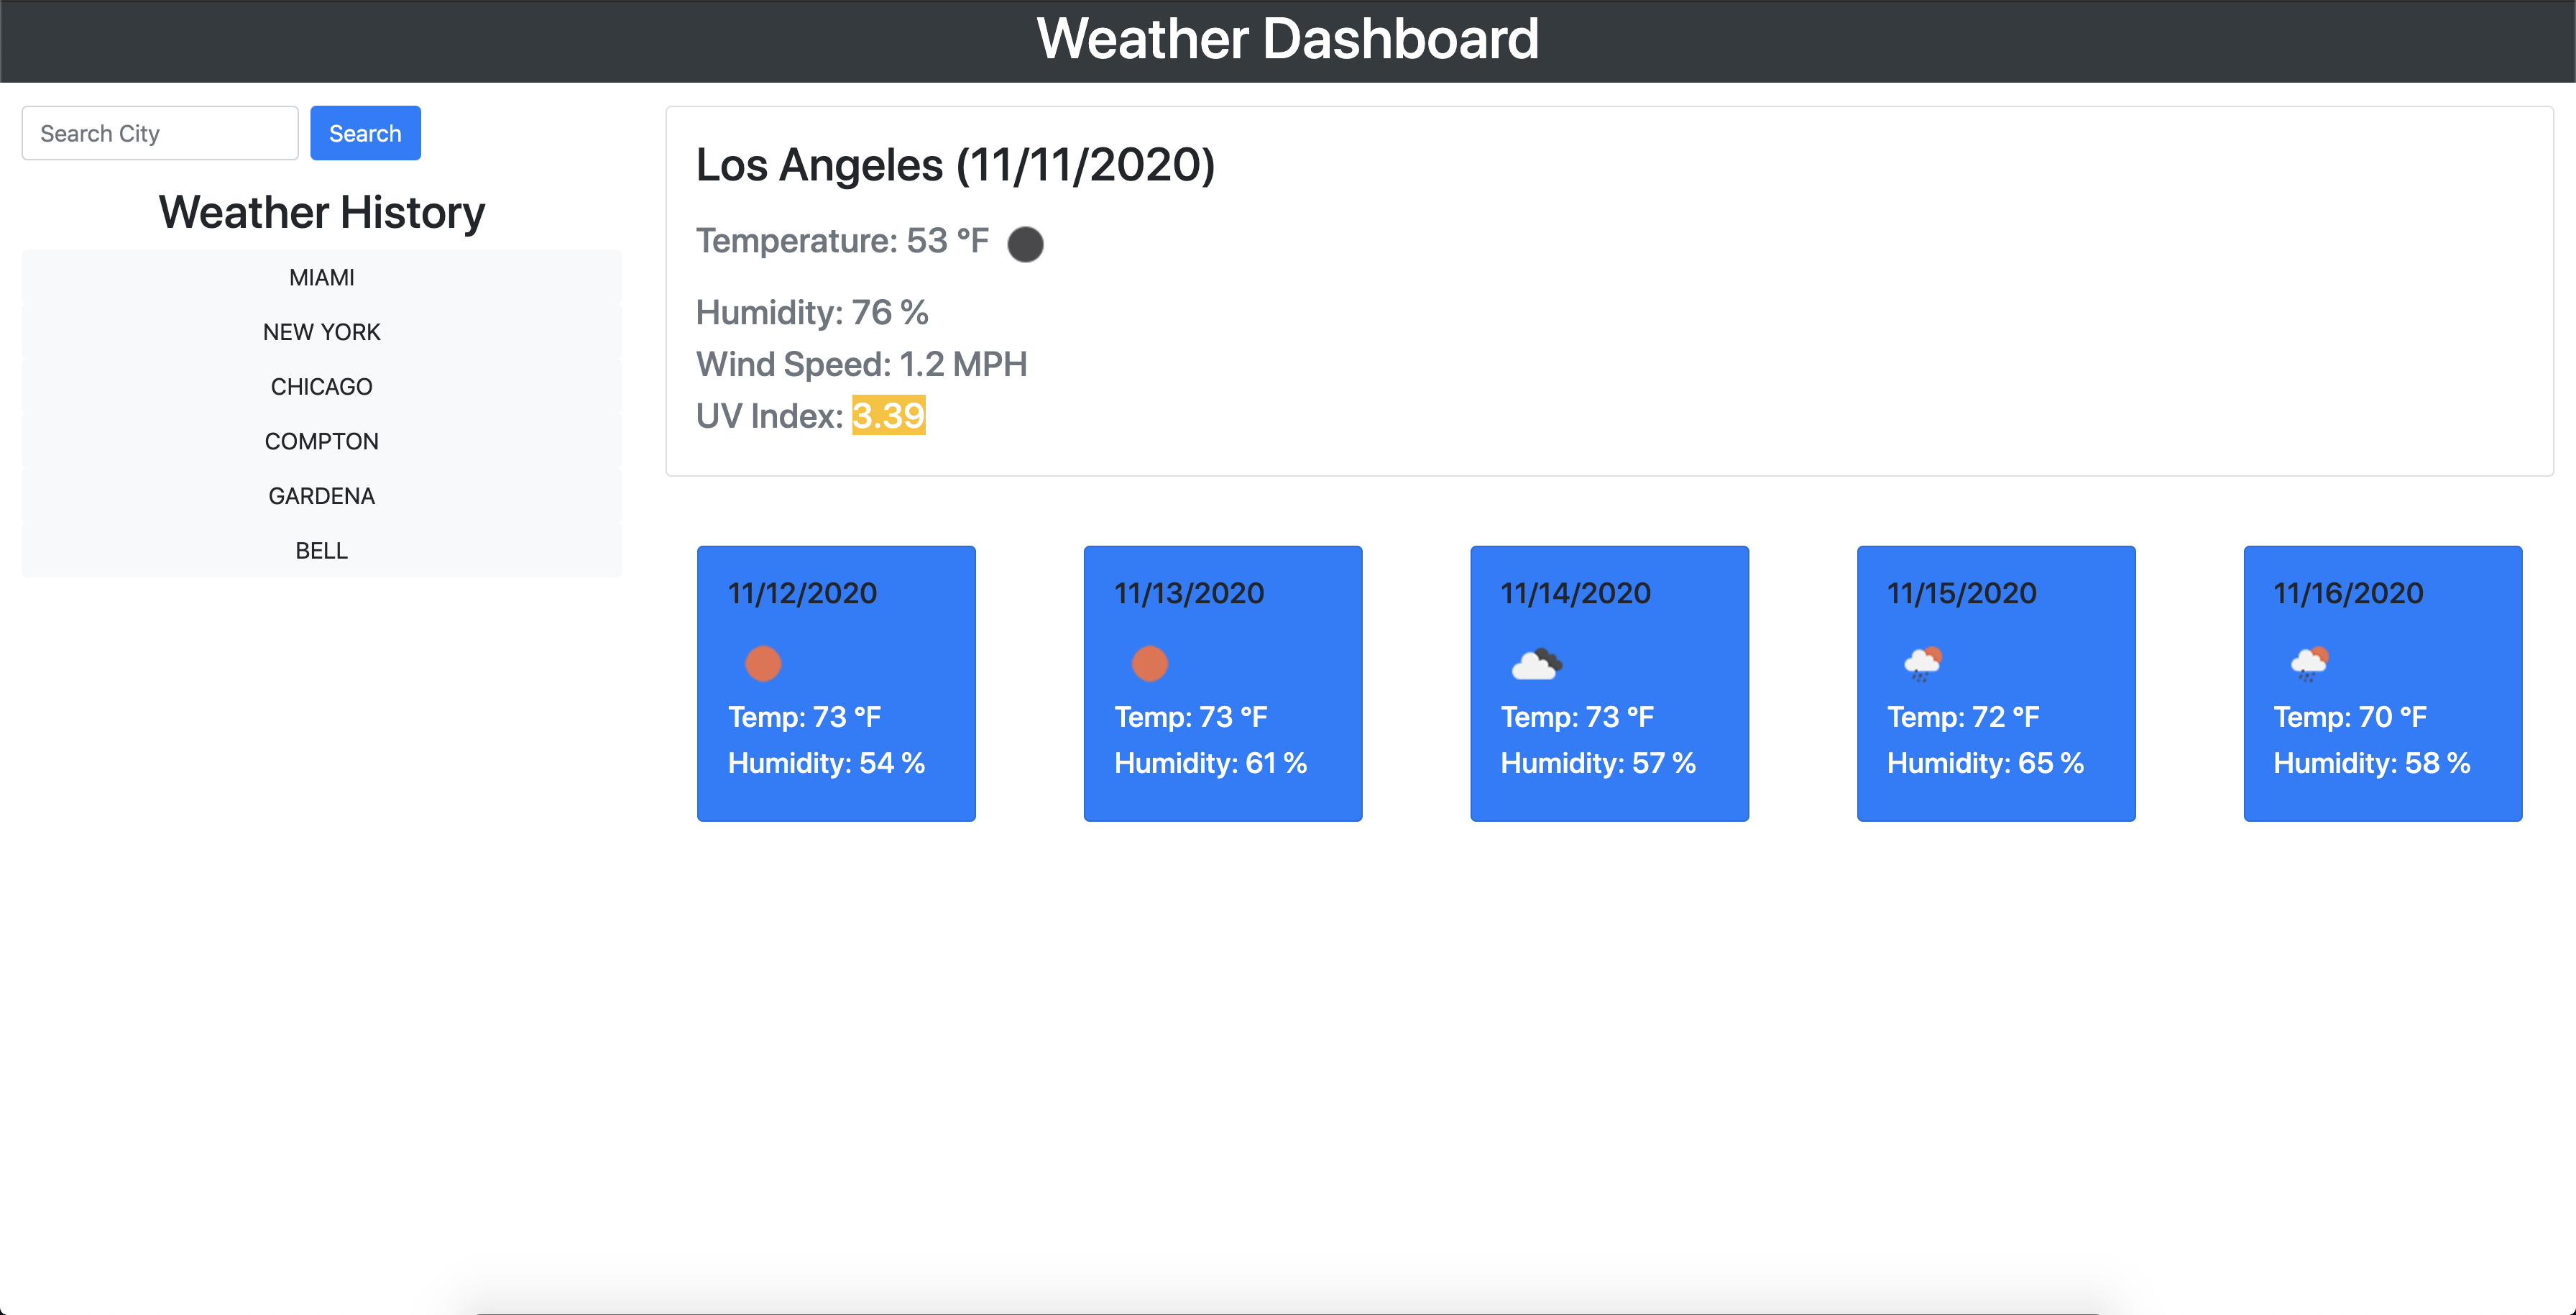 Weather Dashboard
Search City
Search
Weather History
MIAMI
NEW YORK
CHICAGO
COMPTON
GARDENA
BELL
Los Angeles (11/11/2020)
Temperature: 53 °F
Humidity: 76 %
Wind Speed: 1.2 MPH
UV Index: 3.39
11/12/2020
Temp: 73 °F
Humidity: 54 %
11/13/2020
Temp: 73 °F
Humidity: 61 %
11/14/2020
Temp: 73 °F
Humidity: 57 %
11/15/2020
Temp: 72 °F
Humidity: 65 %
11/16/2020
Temp: 70 °F
Humidity: 58 %